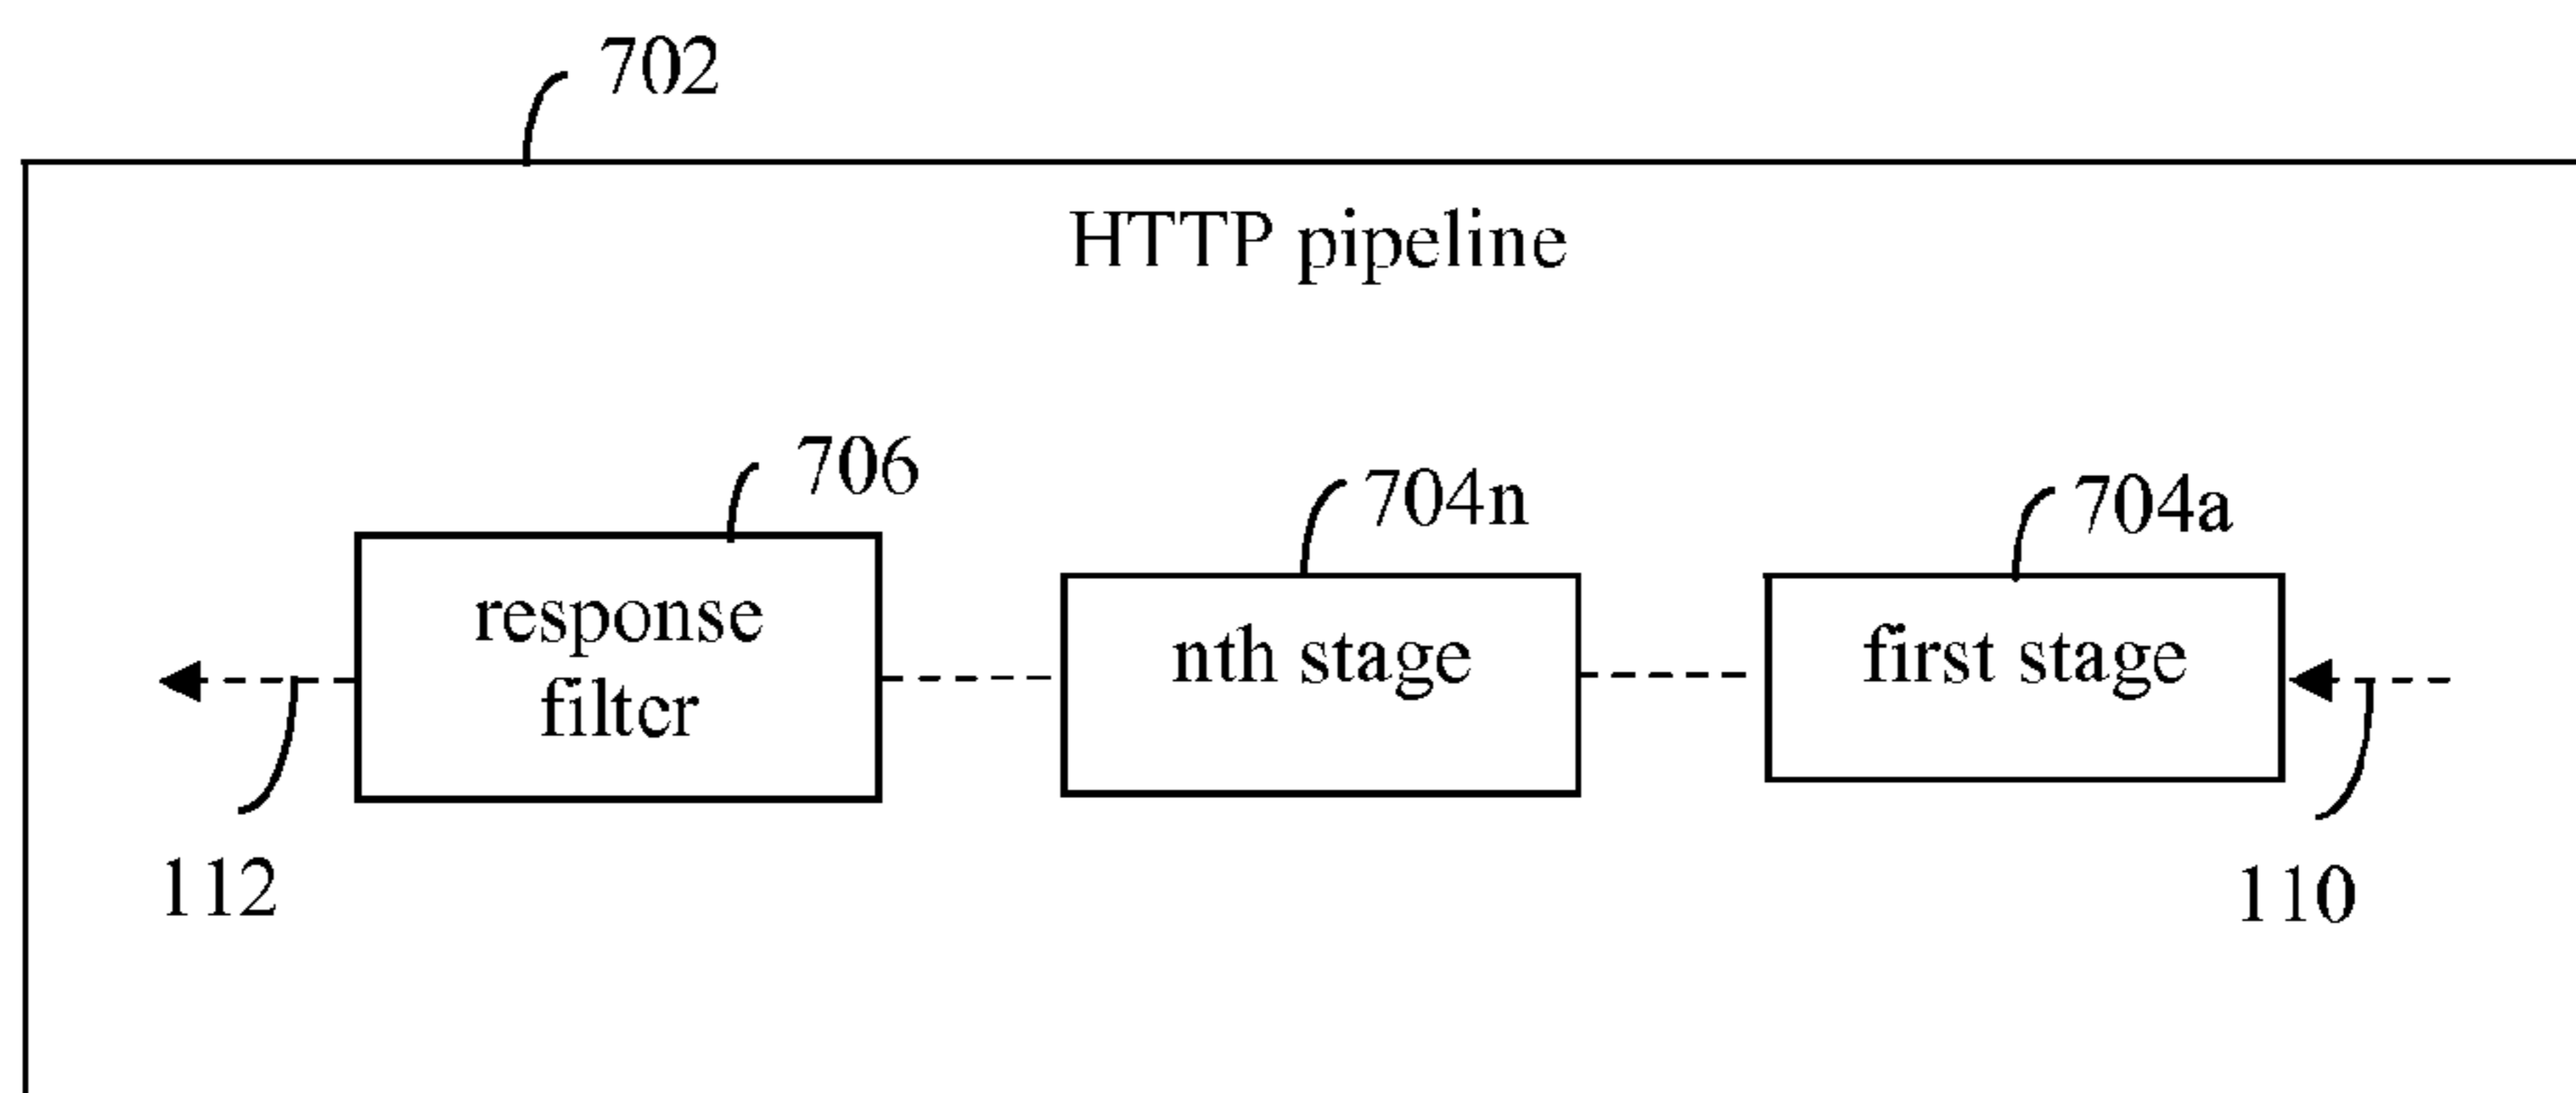 702
HTTP pipeline
706
704n
704a
response
filter
nth stage
first stage
112
110